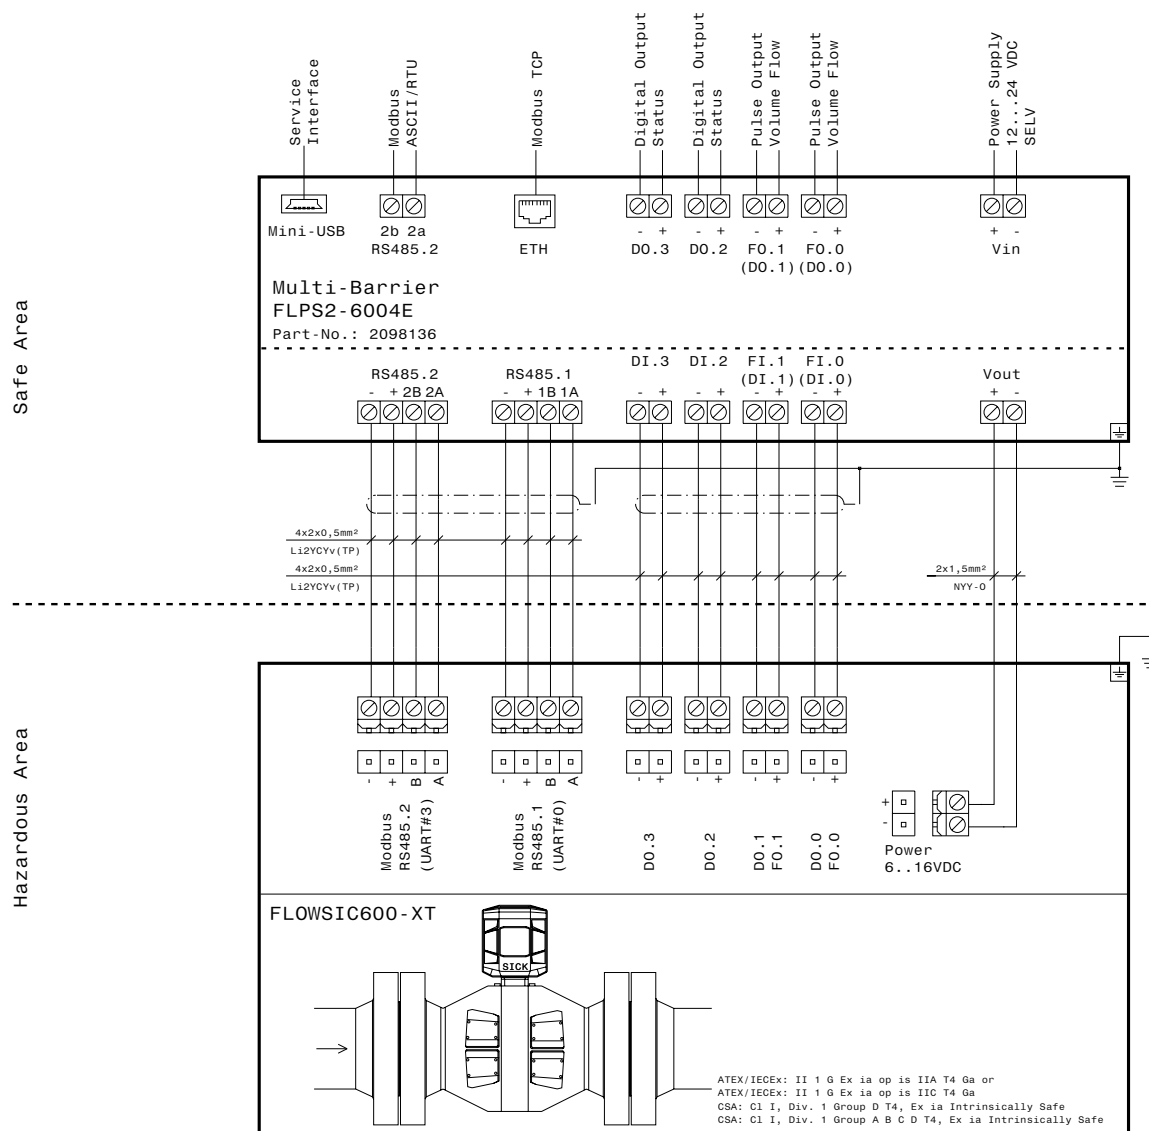 Service
Interface
Modbus
ASCII/RTU
Modbus TCP
Digital Output
Status
Digital Output
Status
Pulse Output
Volume Flow
Pulse Output
Volume Flow
Power Supply
12...24 VDC
SELV
Mini-USB
2b 2a
RS485.2
ETH
- +
DO.3
- +
DO.2
- +
FO.1
(DO.1)
- +
FO.0
(DO.0)
+ -
Vin
Multi-Barrier
FLPS2-6004E
Part-No.: 2098136
Safe Area
RS485.2
- + 2B 2A
RS485.1
- + 1B 1A
DI.3
- +
DI.2
- +
FI.1
(DI.1)
- +
FI.0
(DI.0)
- +
Vout
+ -
4x2x0,5mm²
Li2YCYv(TP)
4x2x0,5mm²
Li2YCYv(TP)
2x1,5mm²
NYY-O
Hazardous Area
- + B A
Modbus
RS485.2
(UART#3)
- + B A
Modbus
RS485.1
(UART#0)
- +
DO.3
- +
DO.2
- +
DO.1
FO.1
- +
DO.0
FO.0
+
-
Power
6..16VDC
FLOWSIC600-XT
SICK
ATEX/IECEx: II 1 G Ex ia op is IIA T4 Ga or
ATEX/IECEx: II 1 G Ex ia op is IIC T4 Ga
CSA: Cl I, Div. 1 Group D T4, Ex ia Intrinsically Safe
CSA: Cl I, Div. 1 Group A B C D T4, Ex ia Intrinsically Safe